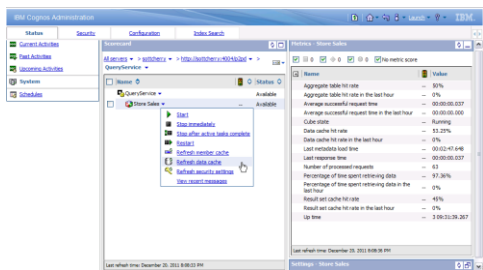 IBM Cognos Administration
Launch
IBM
Status
Security
Configuration
Index Search
Current Activities
Past Activities
Upcoming Activities
System
Schedules
Scorecard
All servers >
QueryService
Name
Status
QueryService
Available
Store Sales
Available
Start
Stop immediately
Stop after active tasks complete
Restart
Refresh member cache
Refresh data cache
Refresh security settings
View recent messages
Last refresh time: December 29, 2011 8:08:33 PM
Metrics - Store Sales
No metric score
Name
Value
Aggregate table hit rate
50%
Aggregate table hit rate in the last hour
0%
Average successful request time
00:00:00.037
Average successful request time in the last hour
00:00:00.000
Cube state
Running
Data cache hit rate
53.23%
Data cache hit rate in the last hour
0%
Last metadata load time
00:02:47.648
Last response time
00:00:00.037
Number of processed requests
63
Percentage of time spent retrieving data
97.36%
Percentage of time spent retrieving data in the last hour
0%
Result set cache hit rate
45%
Result set cache hit rate in the last hour
0%
Up time
3 09:31:39.267
Last refresh time: December 29, 2011 8:08:38 PM
Settings - Store Sales